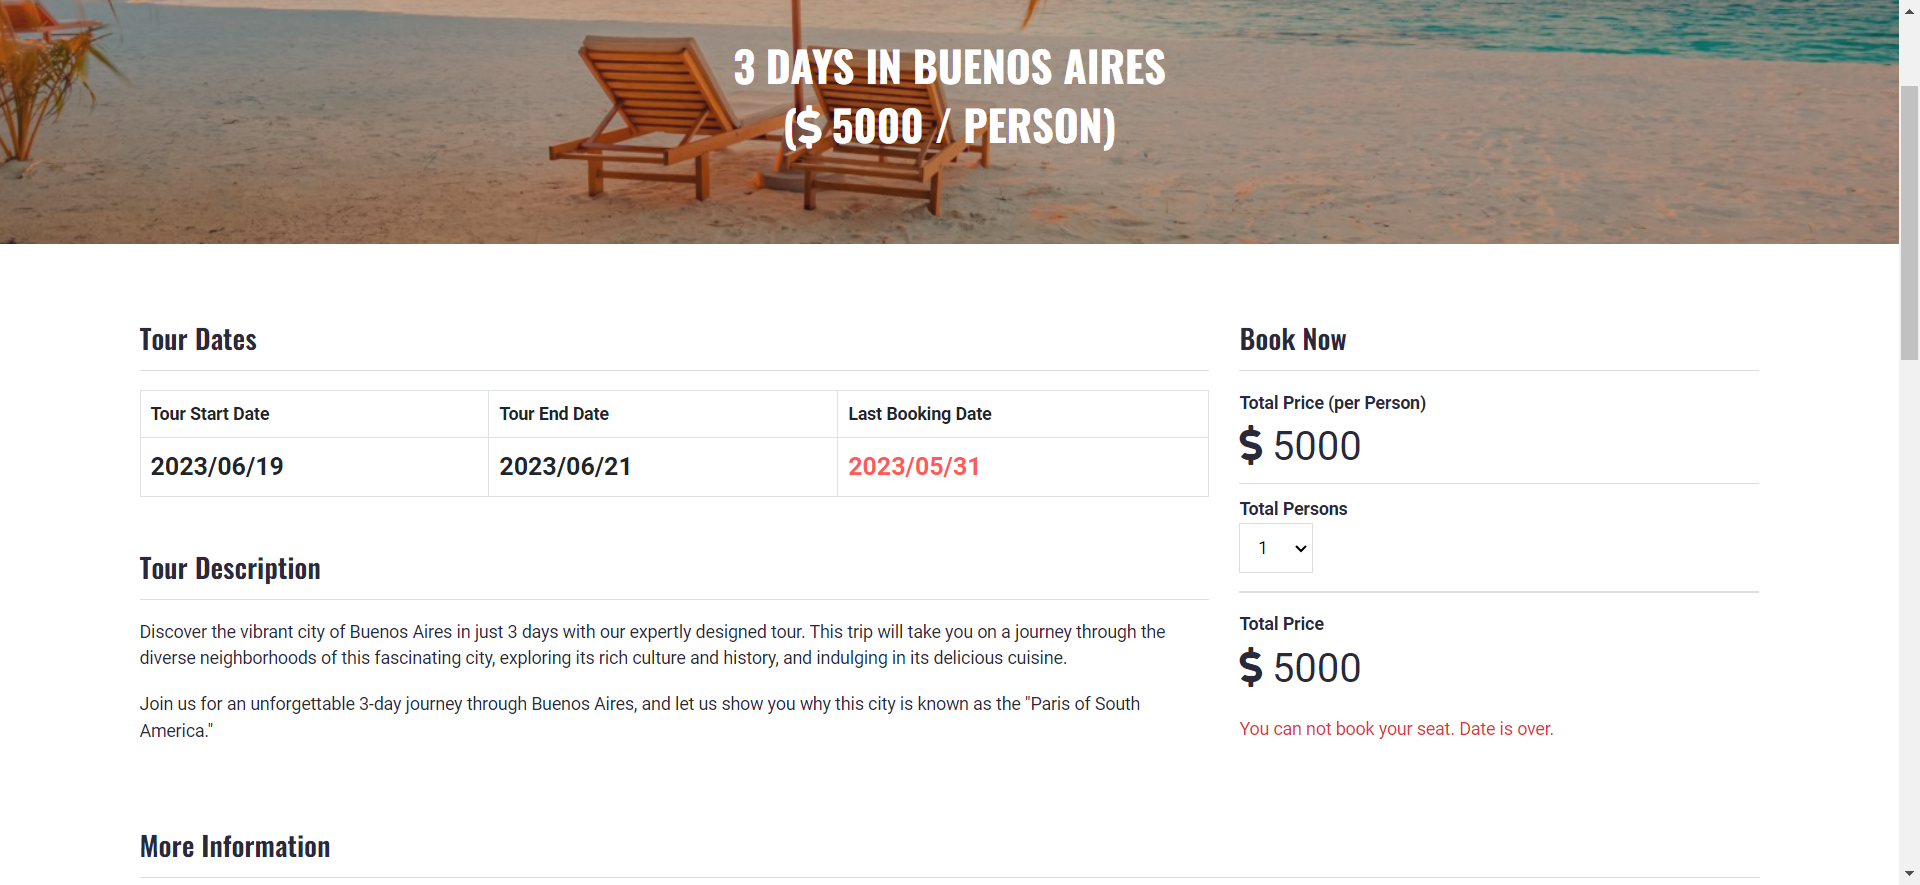 3 DAYS IN BUENOS AIRES
($ 5000 / PERSON)
Tour Dates
Tour Start Date
Tour End Date
Last Booking Date
2023/06/19
2023/06/21
2023/05/31
Tour Description
Discover the vibrant city of Buenos Aires in just 3 days with our expertly designed tour. This trip will take you on a journey through the
diverse neighborhoods of this fascinating city, exploring its rich culture and history, and indulging in its delicious cuisine.
Join us for an unforgettable 3-day journey through Buenos Aires, and let us show you why this city is known as the "Paris of South
America."
More Information
Book Now
Total Price (per Person)
$ 5000
Total Persons
1
Total Price
$ 5000
You can not book your seat. Date is over.